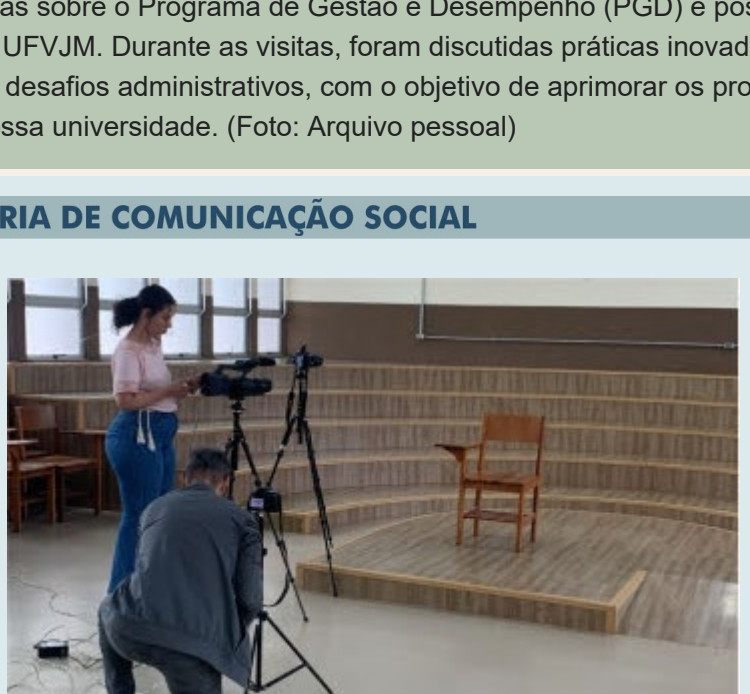 as sobre o Programa de Gestão e Desempenho (PGD) e pos
UFVJM. Durante as visitas, foram discutidas práticas inovad
desafios administrativos, com o objetivo de aprimorar os pro
ssa universidade. (Foto: Arquivo pessoal)
RIA DE COMUNICAÇÃO SOCIAL